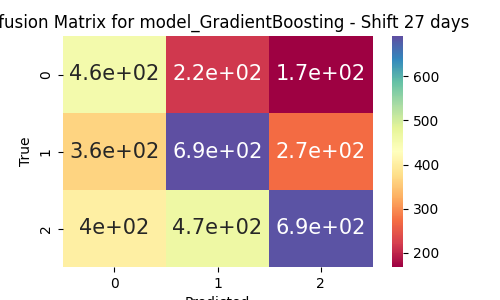 fusion Matrix for model_GradientBoosting - Shift 27 days
0 4.6e+02 2.2e+02 1.7e+02
1 3.6e+02 6.9e+02 2.7e+02
2 4e+02 4.7e+02 6.9e+02
True
0 1 2
Predicted
600
500
400
300
200